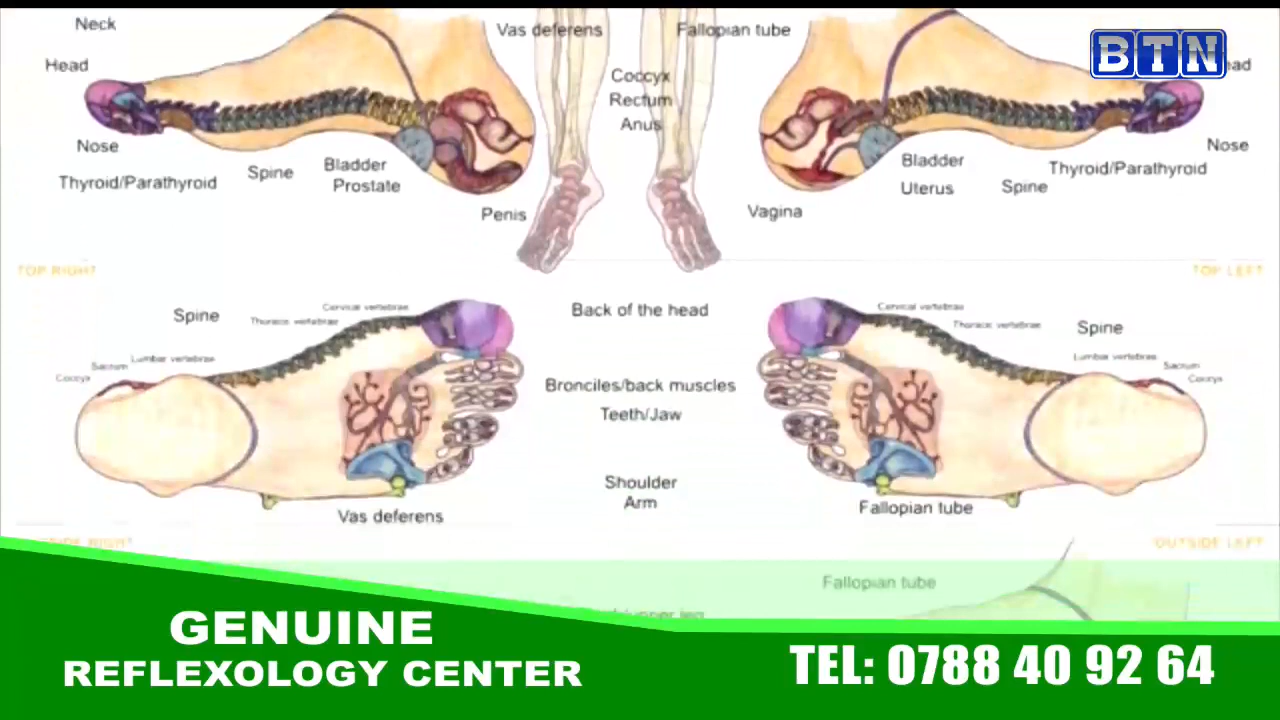 BTN
Neck
Head
Nose
Thyroid/Parathyroid
Spine
Bladder
Prostate
Penis
Vas deferens
Fallopian tube
Coccyx
Rectum
Anus
Vagina
Bladder
Uterus
Spine
Thyroid/Parathyroid
Nose
TOP RIGHT
TOP LEFT
Spine
Cervical vertebrae
Thoracic vertebrae
Lumbar vertebrae
Sacrum
Coccyx
Vas deferens
Back of the head
Bronciles/back muscles
Teeth/Jaw
Shoulder
Arm
Cervical vertebrae
Thoracic vertebrae
Spine
Lumbar vertebrae
Sacrum
Coccyx
Fallopian tube
RIGHT
OUTSIDE LEFT
Fallopian tube
GENUINE
REFLEXOLOGY CENTER
TEL: 0788 40 92 64